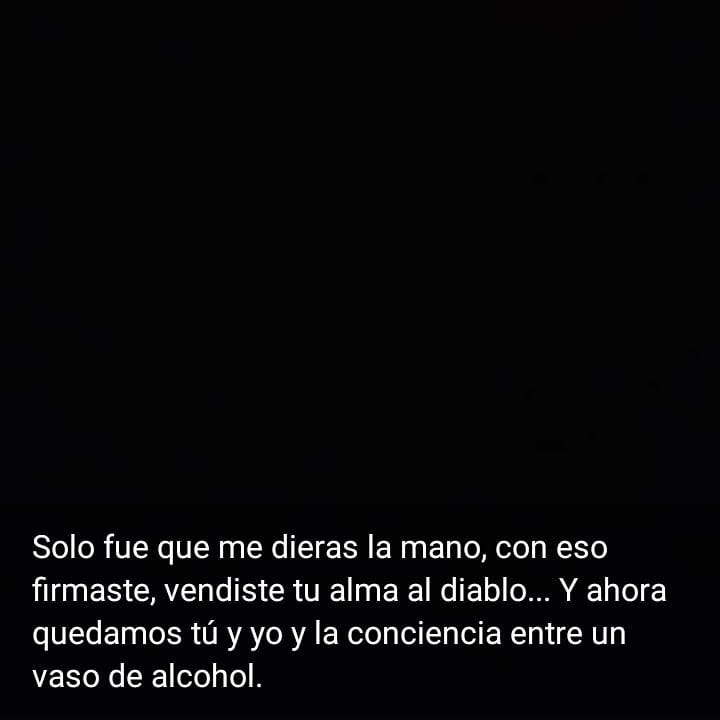 Solo fue que me dieras la mano, con eso
firmaste, vendiste tu alma al diablo... Y ahora
quedamos tú y yo y la conciencia entre un
vaso de alcohol.